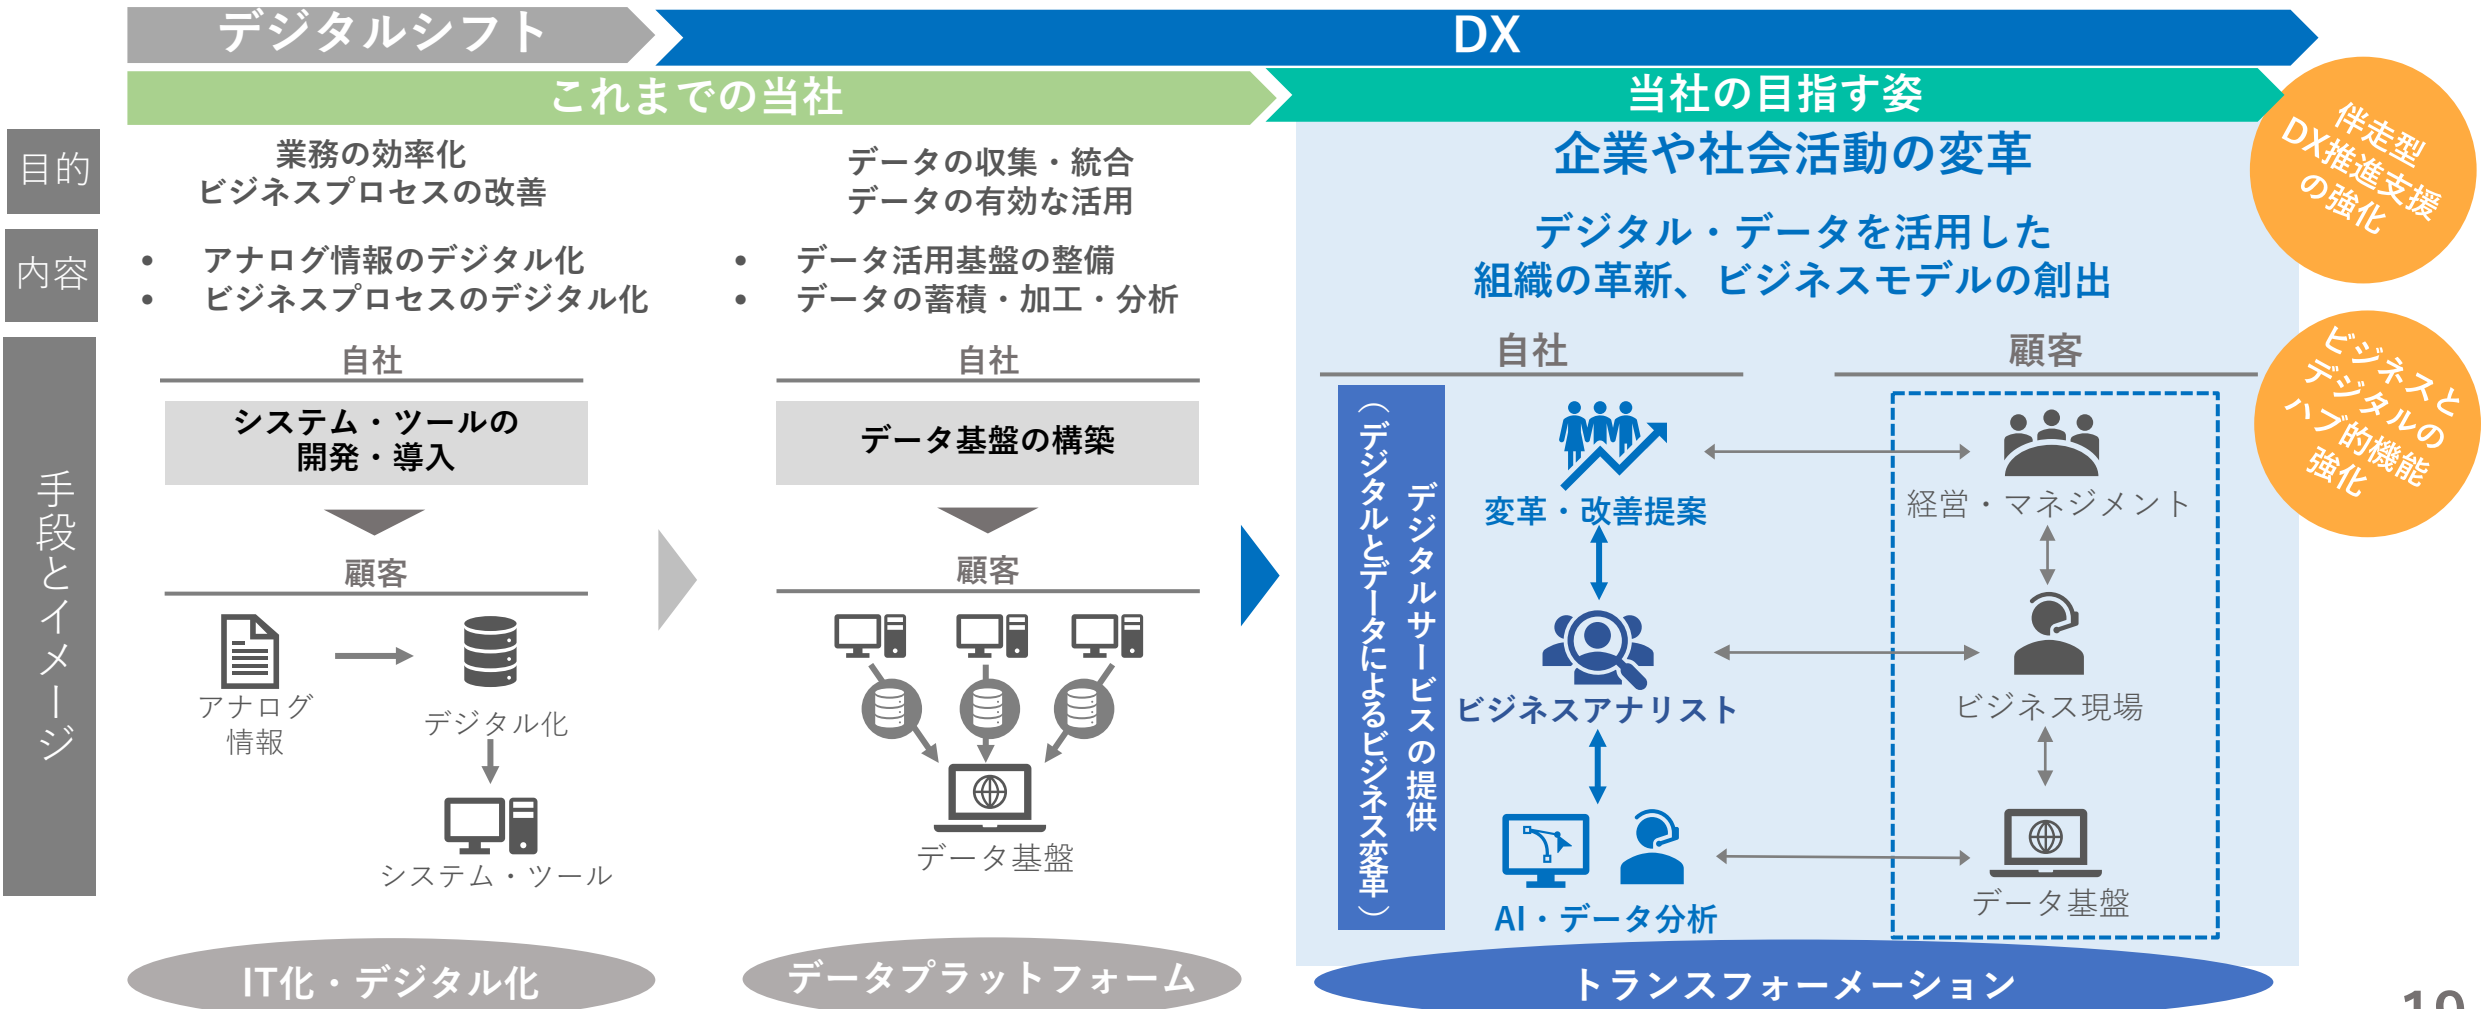 デジタルシフト
DX
これまでの当社
当社の目指す姿
伴走型
DX推進支援
の強化
目的
業務の効率化
ビジネスプロセスの改善
データの収集・統合
データの有効な活用
企業や社会活動の変革
内容
• アナログ情報のデジタル化
• ビジネスプロセスのデジタル化
• データ活用基盤の整備
• データの蓄積・加工・分析
デジタル・データを活用した
組織の革新、ビジネスモデルの創出
ビジネスと
デジタルの
ハブ的機能
強化
手段とイメージ
自社
システム・ツールの
開発・導入
顧客
アナログ
情報
デジタル化
システム・ツール
自社
データ基盤の構築
顧客
データ基盤
自社
顧客
デジタルサービスの提供
（デジタルとデータによるビジネス変革）
変革・改善提案
経営・マネジメント
ビジネスアナリスト
ビジネス現場
AI・データ分析
データ基盤
IT化・デジタル化
データプラットフォーム
トランスフォーメーション